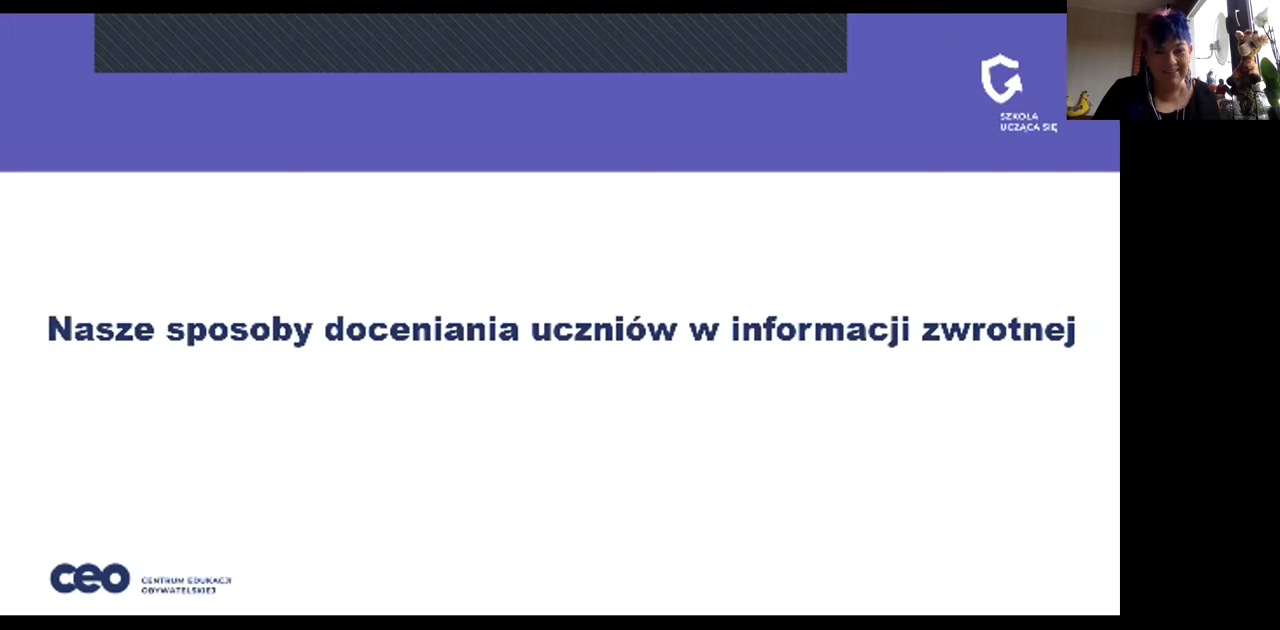 SZKOŁA
UCZĄCA SIĘ
Nasze sposoby doceniania uczniów w informacji zwrotnej
ceo
CENTRUM EDUKACJI
OBYWATELSKIEJ